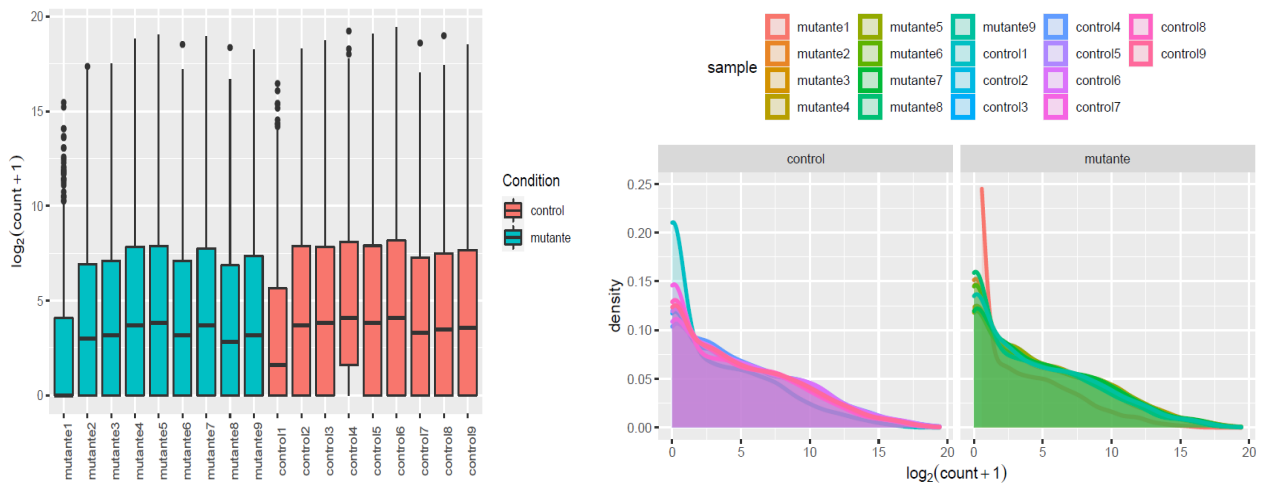 20
15
10
5
0
log2(count + 1)
mutante1
mutante2
mutante3
mutante4
mutante5
mutante6
mutante7
mutante8
mutante9
control1
control2
control3
control4
control5
control6
control7
control8
control9
Condition
control
mutante
sample
mutante1
mutante2
mutante3
mutante4
mutante5
mutante6
mutante7
mutante8
mutante9
control1
control2
control3
control4
control5
control6
control7
control8
control9
control
mutante
0.25
0.20
0.15
0.10
0.05
0.00
density
0 5 10 15 20
0 5 10 15 20
log2(count + 1)